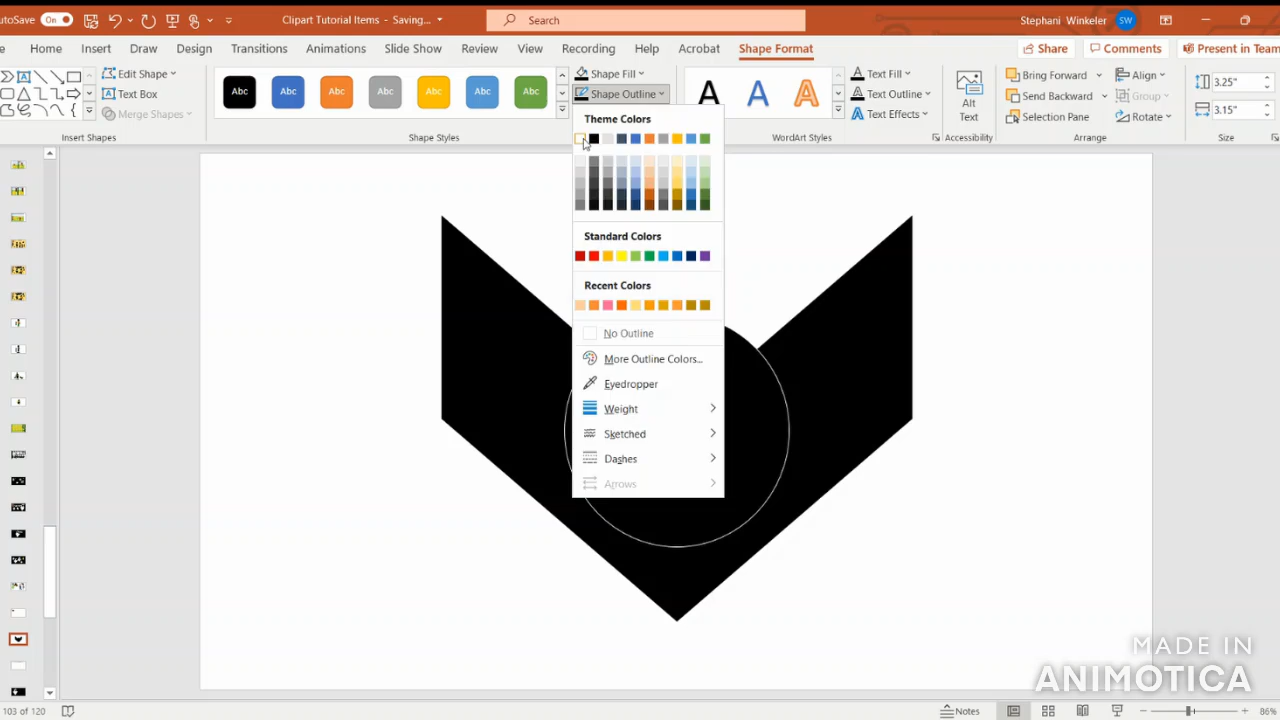 AutoSave On Clipart Tutorial Items - Saving... Search Stephani Winkeler SW
Home Insert Draw Design Transitions Animations Slide Show Review View Recording Help Acrobat Shape Format Share Comments Present in Team
Edit Shape Abc Abc Abc Abc Abc Abc Abc Shape Fill A A A Text Fill Bring Forward Align 3.25"
Text Box Shape Outline Text Outline Alt Text Send Backward Group 3.15"
Merge Shapes Text Effects Selection Pane Rotate
Insert Shapes Shape Styles WordArt Styles Accessibility Arrange Size
Theme Colors
Standard Colors
Recent Colors
No Outline
More Outline Colors...
Eyedropper
Weight
Sketched
Dashes
Arrows
MADE IN
ANIMOTICA
103 of 120 Notes 86%